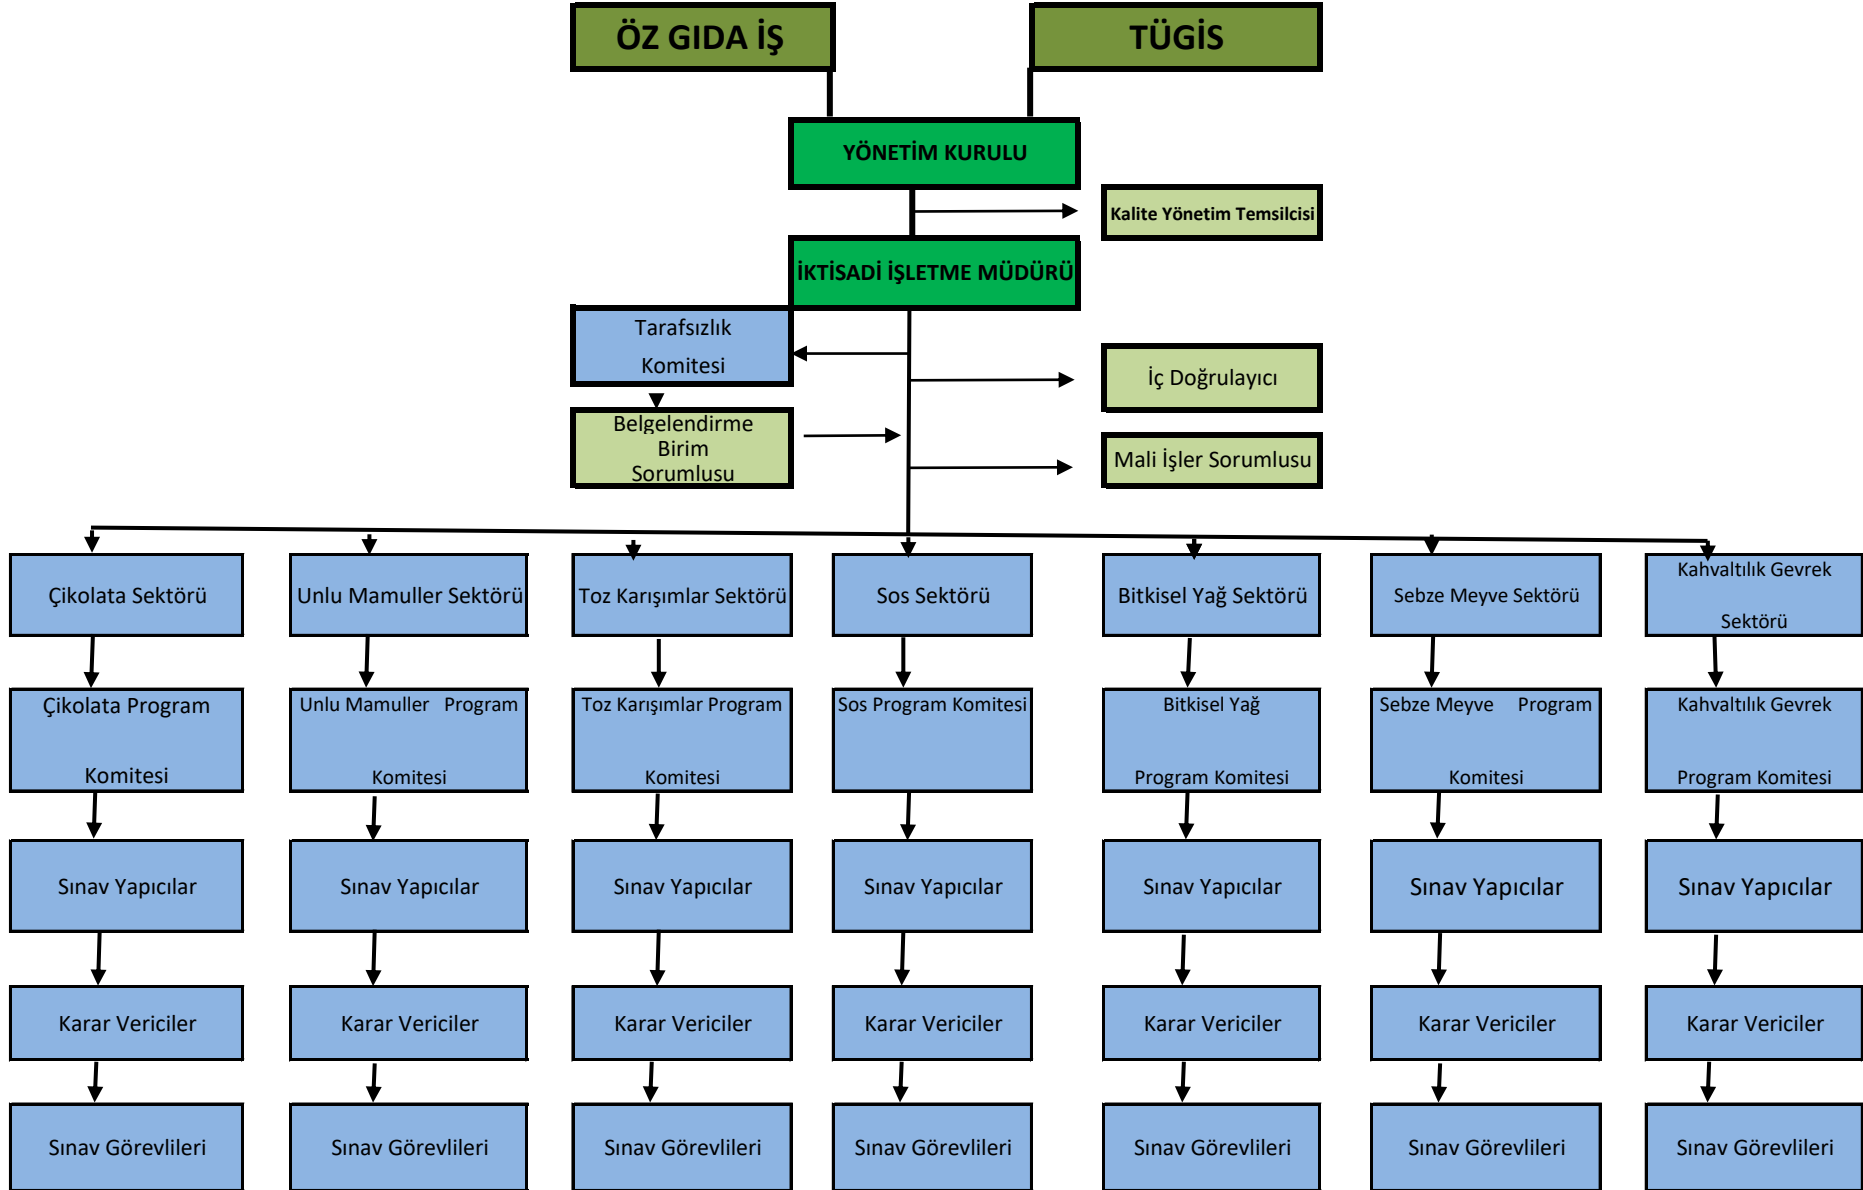 ÖZ GIDA İŞ
TÜGİS
YÖNETİM KURULU
Kalite Yönetim Temsilcisi
İKTİSADİ İŞLETME MÜDÜRÜ
Tarafsızlık
Komitesi
İç Doğrulayıcı
Belgelendirme
Birim
Sorumlusu
Mali İşler Sorumlusu
Çikolata Sektörü
Unlu Mamuller Sektörü
Toz Karışımlar Sektörü
Sos Sektörü
Bitkisel Yağ Sektörü
Sebze Meyve Sektörü
Kahvaltılık Gevrek
Sektörü
Çikolata Program
Komitesi
Unlu Mamuller Program
Komitesi
Toz Karışımlar Program
Komitesi
Sos Program Komitesi
Bitkisel Yağ
Program Komitesi
Sebze Meyve Program
Komitesi
Kahvaltılık Gevrek
Program Komitesi
Sınav Yapıcılar
Sınav Yapıcılar
Sınav Yapıcılar
Sınav Yapıcılar
Sınav Yapıcılar
Sınav Yapıcılar
Sınav Yapıcılar
Karar Vericiler
Karar Vericiler
Karar Vericiler
Karar Vericiler
Karar Vericiler
Karar Vericiler
Karar Vericiler
Sınav Görevlileri
Sınav Görevlileri
Sınav Görevlileri
Sınav Görevlileri
Sınav Görevlileri
Sınav Görevlileri
Sınav Görevlileri